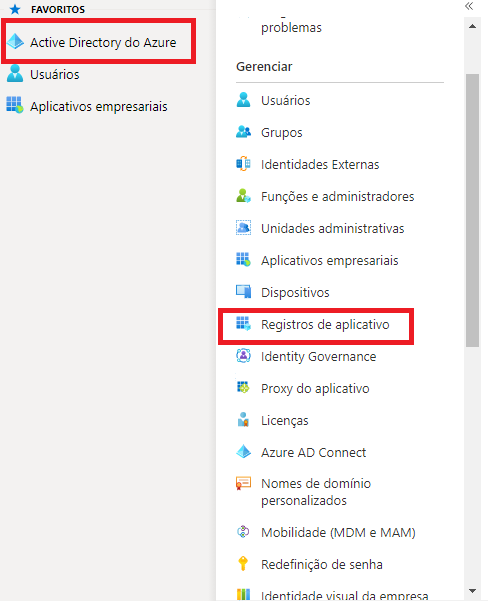 FAVORITOS
Active Directory do Azure
Usuários
Aplicativos empresariais
problemas
Gerenciar
Usuários
Grupos
Identidades Externas
Funções e administradores
Unidades administrativas
Aplicativos empresariais
Dispositivos
Registros de aplicativo
Identity Governance
Proxy do aplicativo
Licenças
Azure AD Connect
Nomes de domínio
personalizados
Mobilidade (MDM e MAM)
Redefinição de senha
Identidade visual da empresa